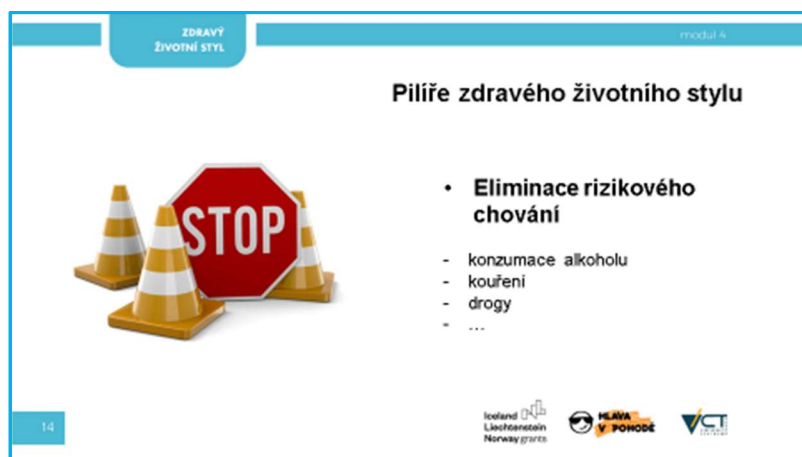 ZDRAVÝ
ŽIVOTNÍ STYL
modul 4
Pilíře zdravého životního stylu
STOP
• Eliminace rizikového
chování
- konzumace alkoholu
- kouření
- drogy
- ...
14
Iceland
Liechtenstein
Norway grants
HLAVA
V POHODĚ
VCT